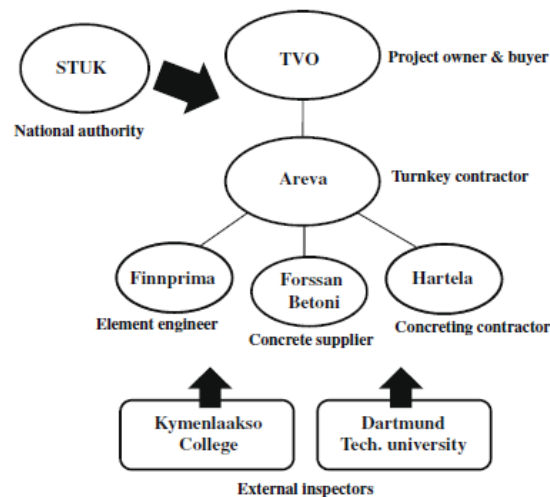 STUK
TVO
Project owner & buyer
National authority
Areva
Turnkey contractor
Finnprima
Forssan
Betoni
Hartela
Element engineer
Concrete supplier
Concreting contractor
Kymenlaakso
College
Dartmund
Tech. university
External inspectors